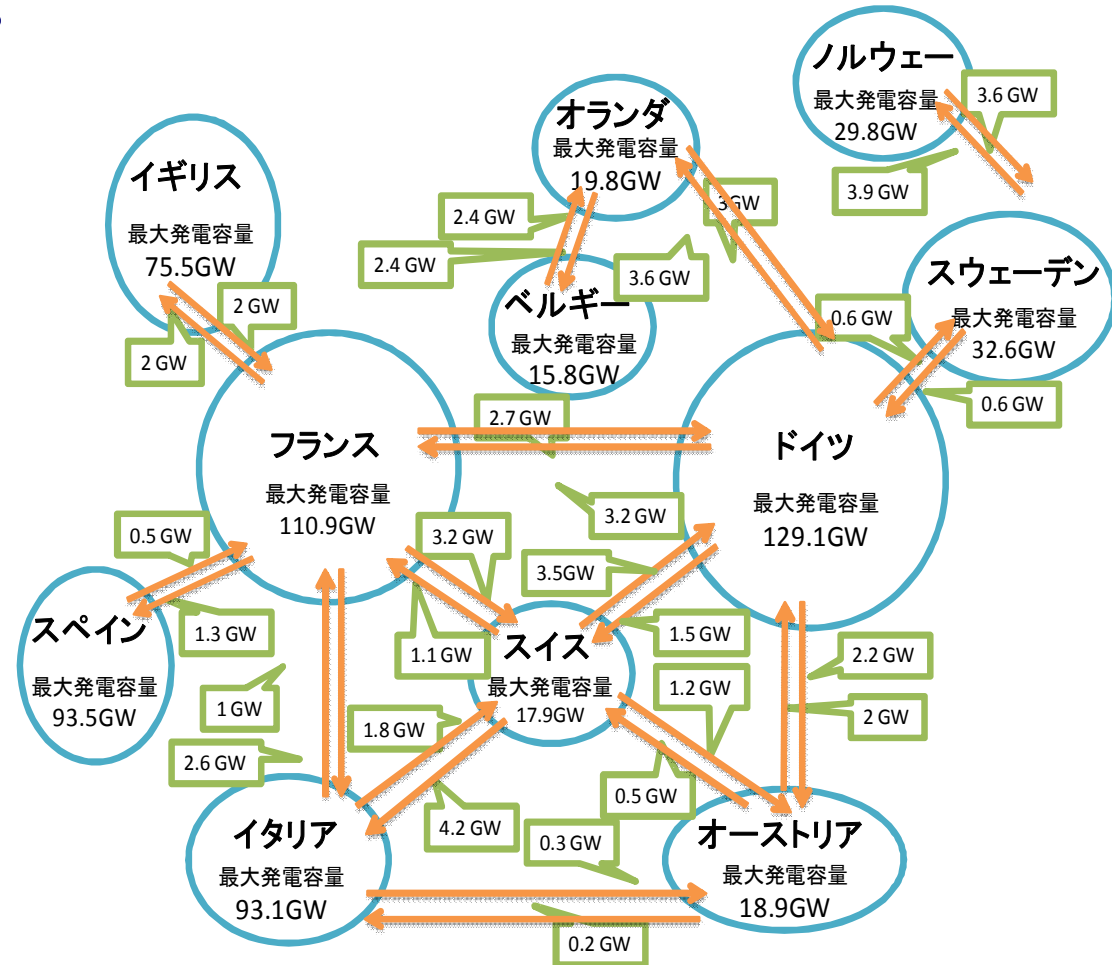 ノルウェー
最大発電容量
29.8GW
3.6 GW
3.9 GW
オランダ
最大発電容量
19.8GW
イギリス
最大発電容量
75.5GW
2.4 GW
2.4 GW
3GW
3.6 GW
スウェーデン
最大発電容量
32.6GW
ベルギー
最大発電容量
15.8GW
2 GW
2 GW
0.6 GW
0.6 GW
2.7 GW
3.2 GW
フランス
最大発電容量
110.9GW
ドイツ
最大発電容量
129.1GW
0.5 GW
1.3 GW
3.2 GW
1.1 GW
3.5GW
1.5 GW
スペイン
最大発電容量
93.5GW
スイス
最大発電容量
17.9GW
1 GW
2.6 GW
1.8 GW
4.2 GW
1.2 GW
0.5 GW
2.2 GW
2 GW
イタリア
最大発電容量
93.1GW
0.3 GW
0.2 GW
オーストリア
最大発電容量
18.9GW